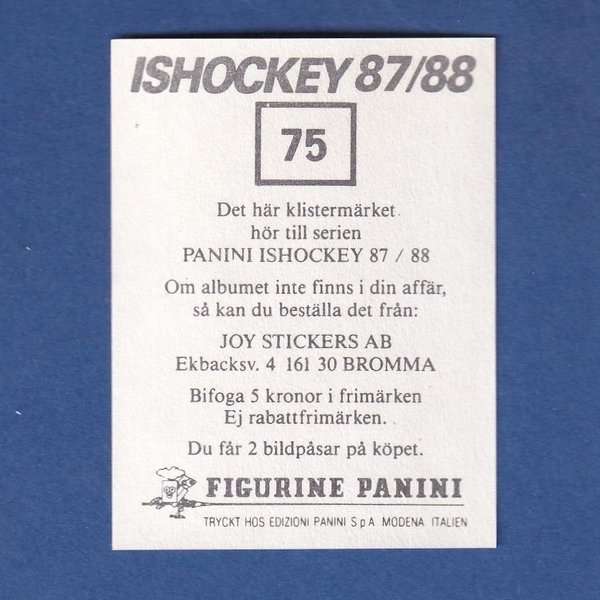 ISHOCKEY 87/88
75
Det här klistermärket
hör till serien
PANINI ISHOCKEY 87 / 88
Om albumet inte finns i din affär,
så kan du beställa det från:
JOY STICKERS AB
Ekbacksv. 4 161 30 BROMMA
Bifoga 5 kronor i frimärken
Ej rabattfrimärken.
Du får 2 bildpåsar på köpet.
FIGURINE PANINI
TRYCKT HOS EDIZIONI PANINI S p A MODENA ITALIEN